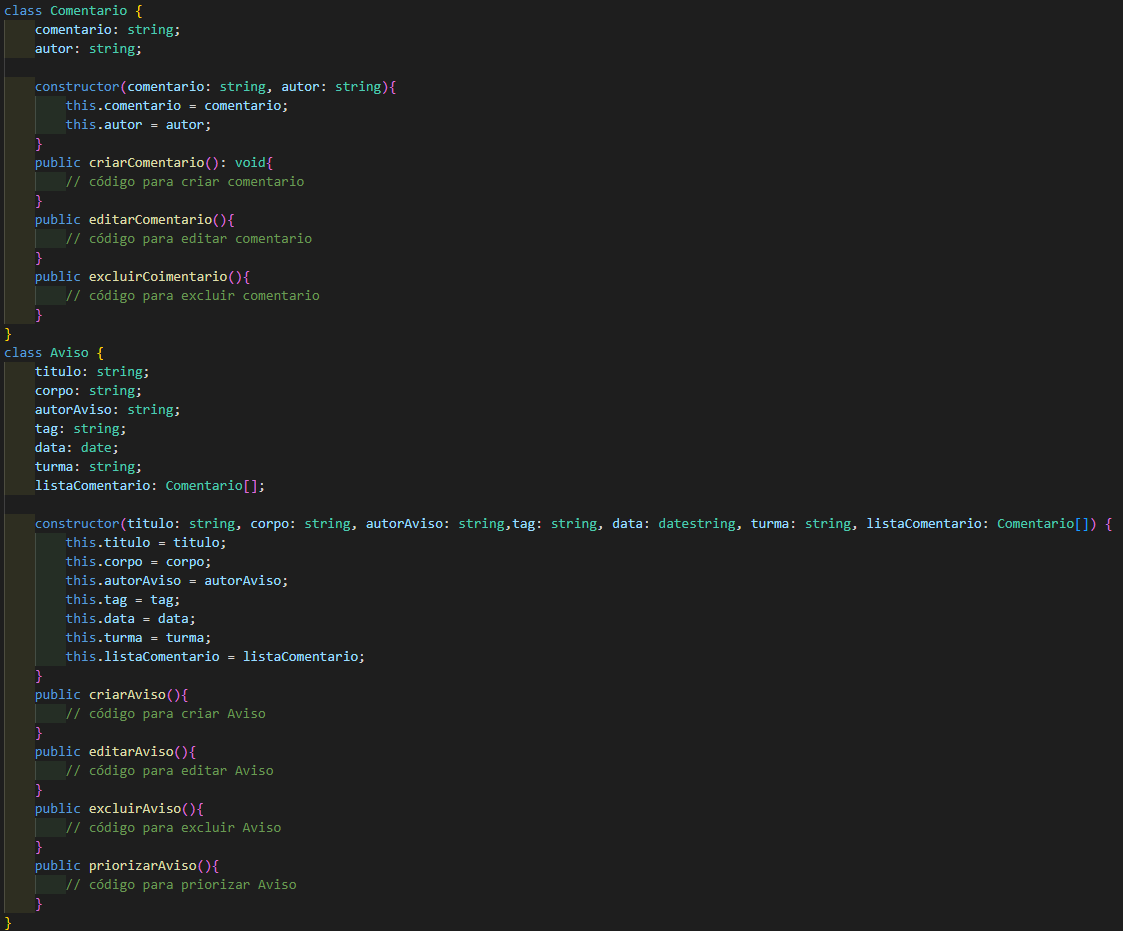 class Comentario {
    comentario: string;
    autor: string;

    constructor(comentario: string, autor: string){
        this.comentario = comentario;
        this.autor = autor;
    }
    public criarComentario(): void{
        // código para criar comentario
    }
    public editarComentario(){
        // código para editar comentario
    }
    public excluirCoimentario(){
        // código para excluir comentario
    }
}
class Aviso {
    titulo: string;
    corpo: string;
    autorAviso: string;
    tag: string;
    data: date;
    turma: string;
    listaComentario: Comentario[];

    constructor(titulo: string, corpo: string, autorAviso: string,tag: string, data: datestring, turma: string, listaComentario: Comentario[]) {
        this.titulo = titulo;
        this.corpo = corpo;
        this.autorAviso = autorAviso;
        this.tag = tag;
        this.data = data;
        this.turma = turma;
        this.listaComentario = listaComentario;
    }
    public criarAviso(){
        // código para criar Aviso
    }
    public editarAviso(){
        // código para editar Aviso
    }
    public excluirAviso(){
        // código para excluir Aviso
    }
    public priorizarAviso(){
        // código para priorizar Aviso
    }
}